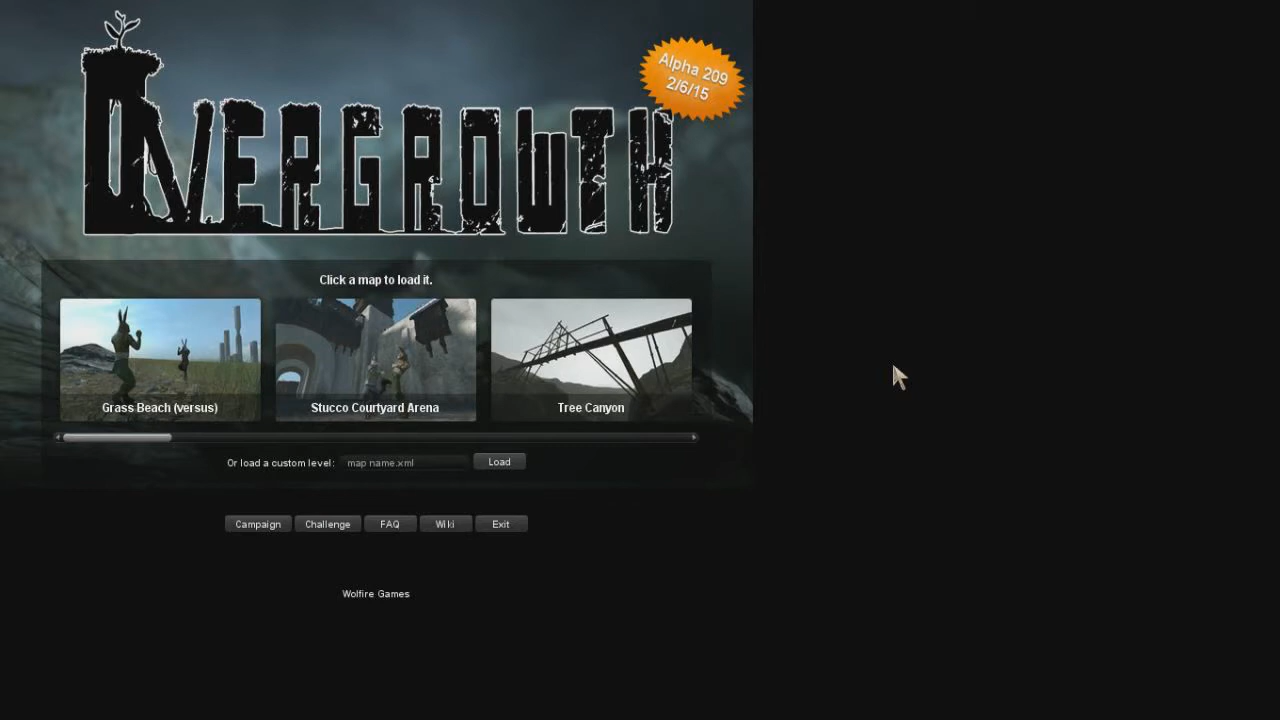 OVERGROWTH
Alpha 209
2/6/15
Click a map to load it.
Grass Beach (versus)
Stucco Courtyard Arena
Tree Canyon
Or load a custom level: map name.xml Load
Campaign Challenge FAQ Wiki Exit
Wolfire Games